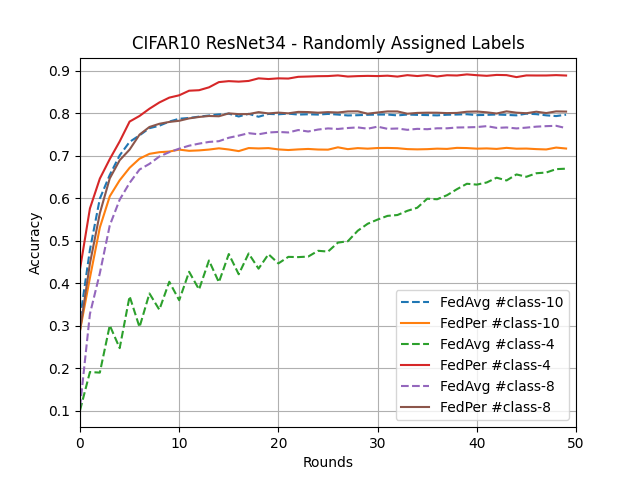 CIFAR10 ResNet34 - Randomly Assigned Labels
0.9
0.8
0.7
0.6
0.5
0.4
0.3
0.2
0.1
Accuracy
FedAvg #class-10
FedPer #class-10
FedAvg #class-4
FedPer #class-4
FedAvg #class-8
FedPer #class-8
0 10 20 30 40 50
Rounds